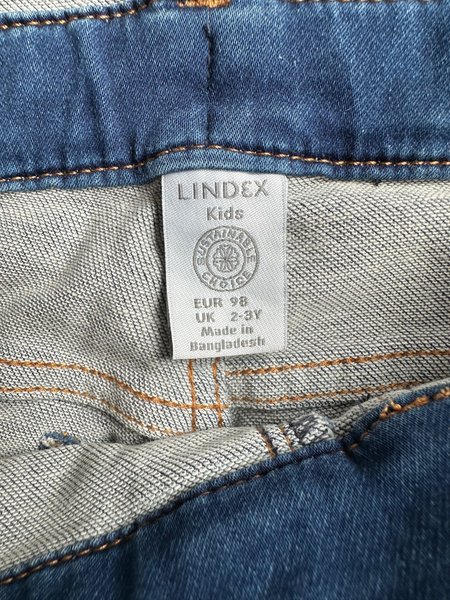 LINDEX
Kids
SUSTAINABLE
CHOICE
EUR 98
UK 2-3Y
Made in
Bangladesh